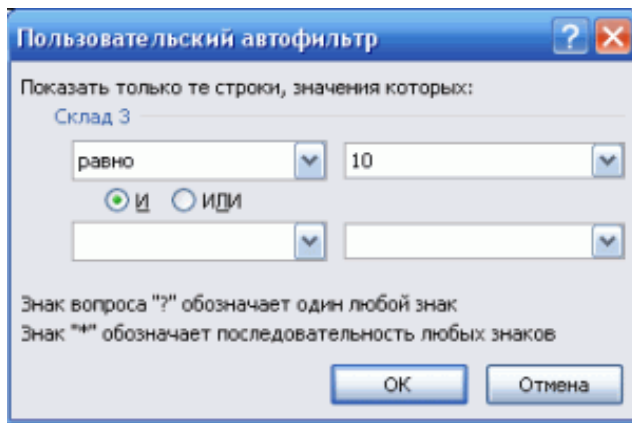 Пользовательский автофильтр
Показать только те строки, значения которых:
Склад 3
равно 10
И ИЛИ
Знак вопроса "?" обозначает один любой знак
Знак "*" обозначает последовательность любых знаков
ОК Отмена